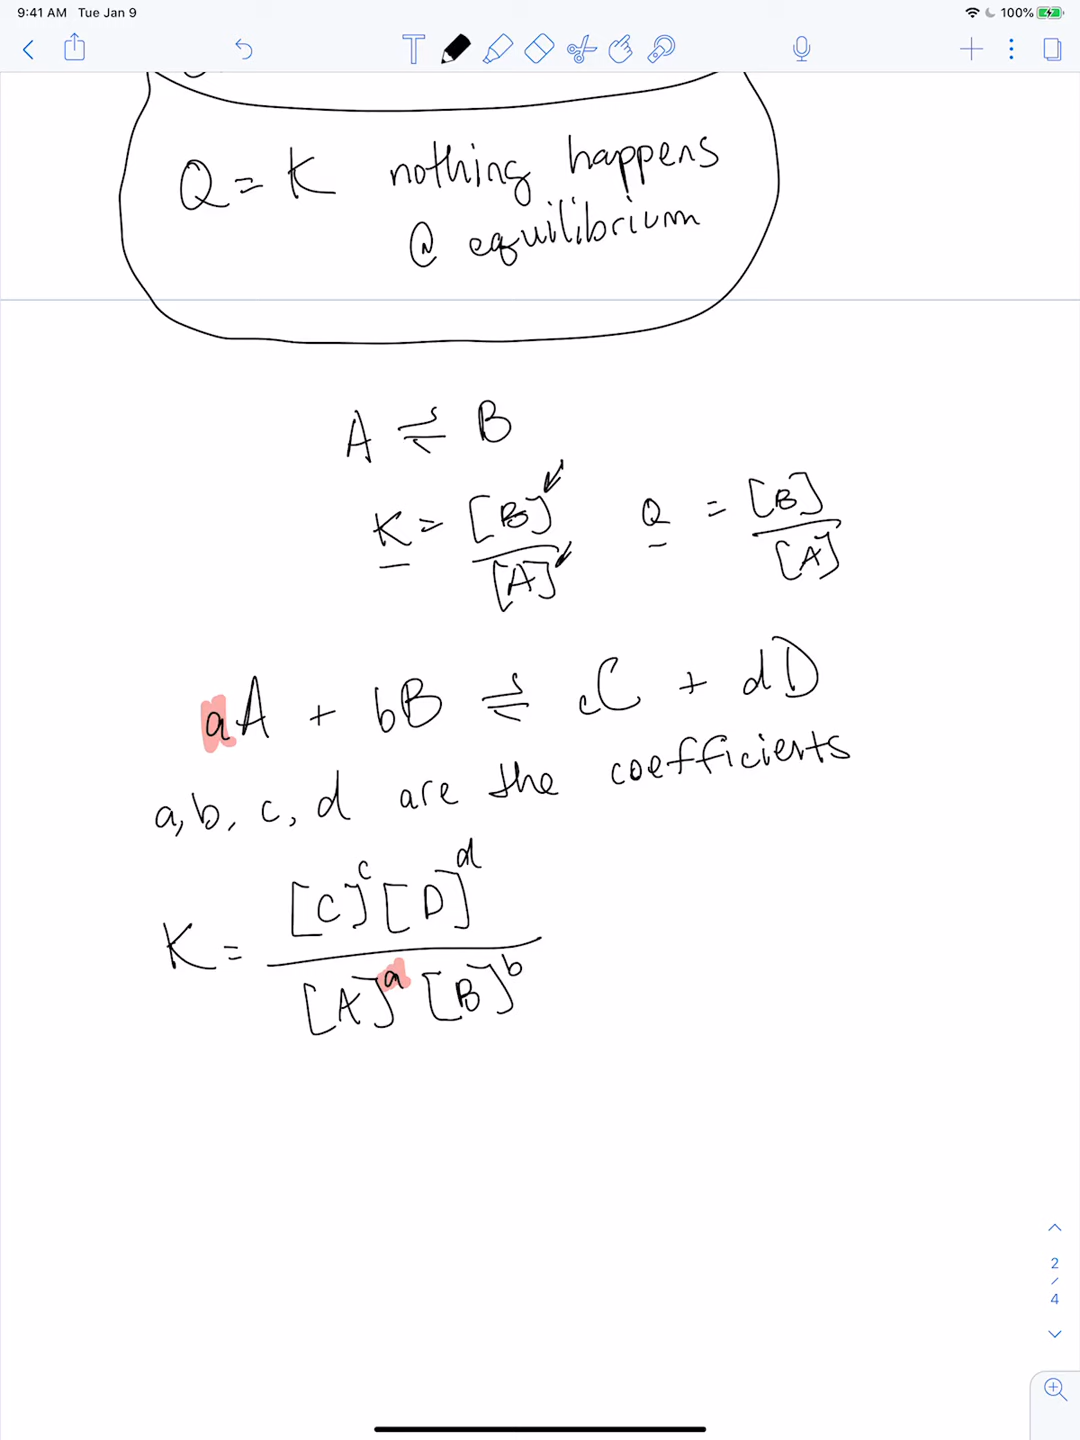 9:41 AM Tue Jan 9
100%
Q = K nothing happens
@ equilibrium
A ⇌ B
K = [B] / [A] Q = [B] / [A]
aA + bB ⇌ cC + dD
a, b, c, d are the coefficients
K = [C]^c [D]^d / [A]^a [B]^b
2
/
4